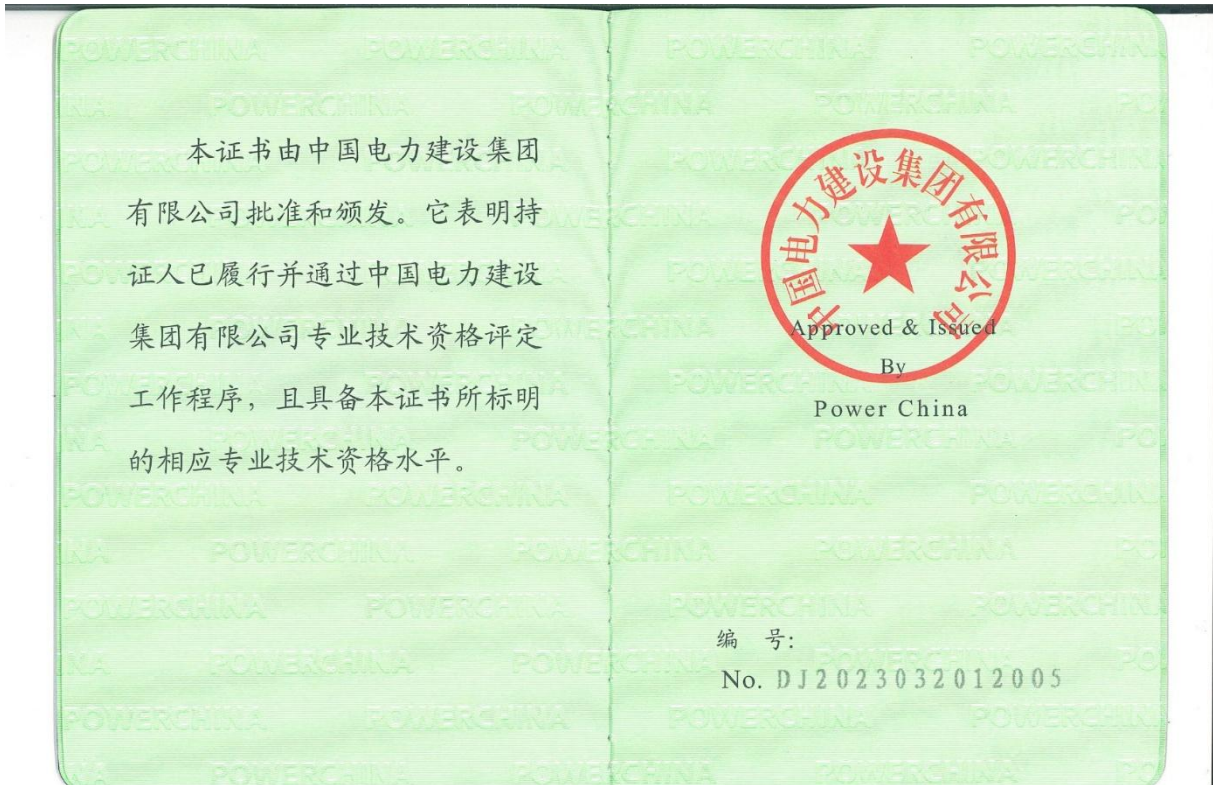 本证书由中国电力建设集团
有限公司批准和颁发。它表明持
证人已履行并通过中国电力建设
集团有限公司专业技术资格评定
工作程序，且具备本证书所标明
的相应专业技术资格水平。
中国电力建设集团有限公司
Approved & Issued
By
Power China
编 号:
No. DJ2023032012005
POWERCHINA